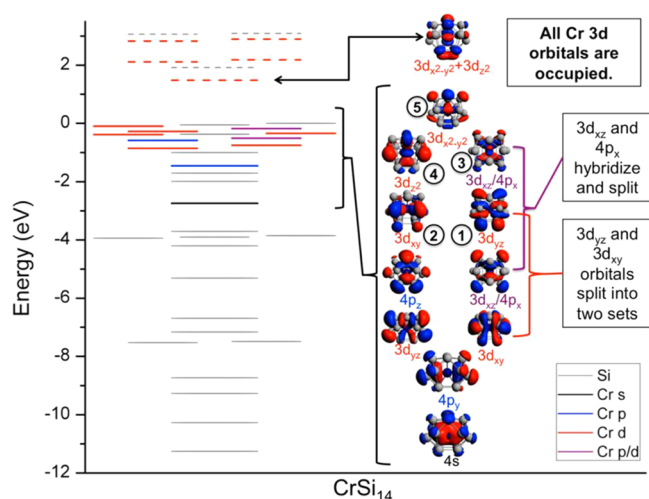 All Cr 3d
orbitals are
occupied.
3dx2-y2+3dz2
5
3dx2-y2
3dz2
4
3
3dxz/4px
3dxz and
4px
hybridize
and split
3dxy
2
1
3dyz
4pz
3dxz/4px
3dyz and
3dxy
orbitals
split into
two sets
3dyz
3dxy
4py
4s
Si
Cr s
Cr p
Cr d
Cr p/d
Energy (eV)
2
0
-2
-4
-6
-8
-10
-12
CrSi14